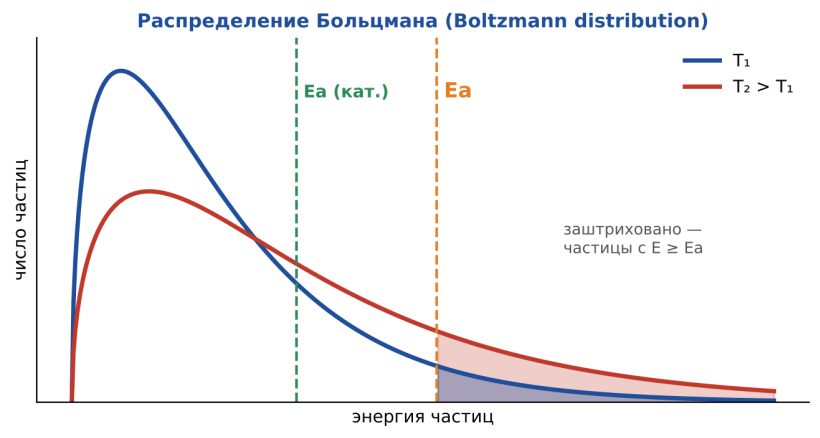 Распределение Больцмана (Boltzmann distribution)
T₁
T₂ > T₁
Ea (кат.)
Ea
заштриховано —
частицы с E ≥ Ea
число частиц
энергия частиц